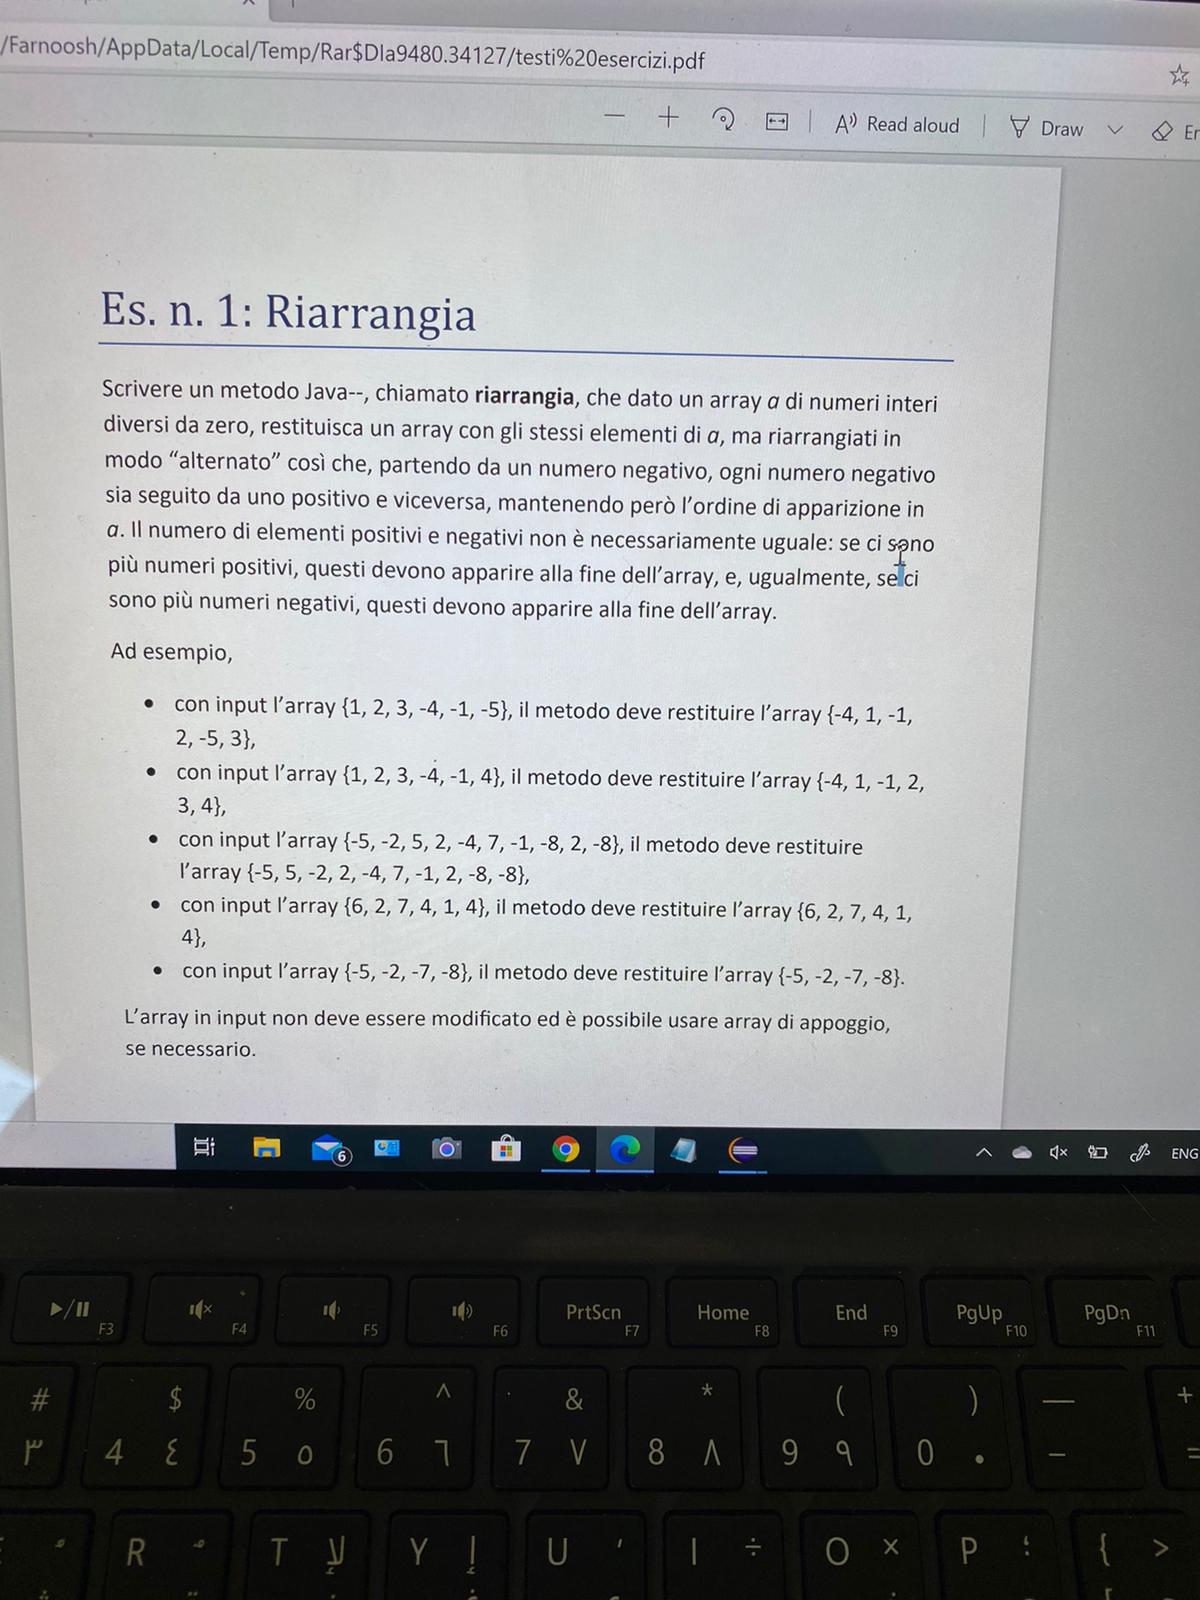 /Farnoosh/AppData/Local/Temp/Rar$DIa9480.34127/testi%20esercizi.pdf
Read aloud
Draw
Es. n. 1: Riarrangia
Scrivere un metodo Java--, chiamato riarrangia, che dato un array a di numeri interi
diversi da zero, restituisca un array con gli stessi elementi di a, ma riarrangiati in
modo “alternato” così che, partendo da un numero negativo, ogni numero negativo
sia seguito da uno positivo e viceversa, mantenendo però l’ordine di apparizione in
a. Il numero di elementi positivi e negativi non è necessariamente uguale: se ci sono
più numeri positivi, questi devono apparire alla fine dell’array, e, ugualmente, se ci
sono più numeri negativi, questi devono apparire alla fine dell’array.
Ad esempio,
• con input l’array {1, 2, 3, -4, -1, -5}, il metodo deve restituire l’array {-4, 1, -1,
2, -5, 3},
• con input l’array {1, 2, 3, -4, -1, 4}, il metodo deve restituire l’array {-4, 1, -1, 2,
3, 4},
• con input l’array {-5, -2, 5, 2, -4, 7, -1, -8, 2, -8}, il metodo deve restituire
l’array {-5, 5, -2, 2, -4, 7, -1, 2, -8, -8},
• con input l’array {6, 2, 7, 4, 1, 4}, il metodo deve restituire l’array {6, 2, 7, 4, 1,
4},
• con input l’array {-5, -2, -7, -8}, il metodo deve restituire l’array {-5, -2, -7, -8}.
L’array in input non deve essere modificato ed è possibile usare array di appoggio,
se necessario.
6
ENG
F3 F4 F5 F6 PrtScn F7 Home F8 End F9 PgUp F10 PgDn F11
# $ % ^ & * ( ) — +
٣ 4 ٤ 5 ٥ 6 ٦ 7 ٧ 8 ٨ 9 ٩ 0 ٠ - =
R T لإ Y إ U ‘ I ÷ O × P ؛ { >